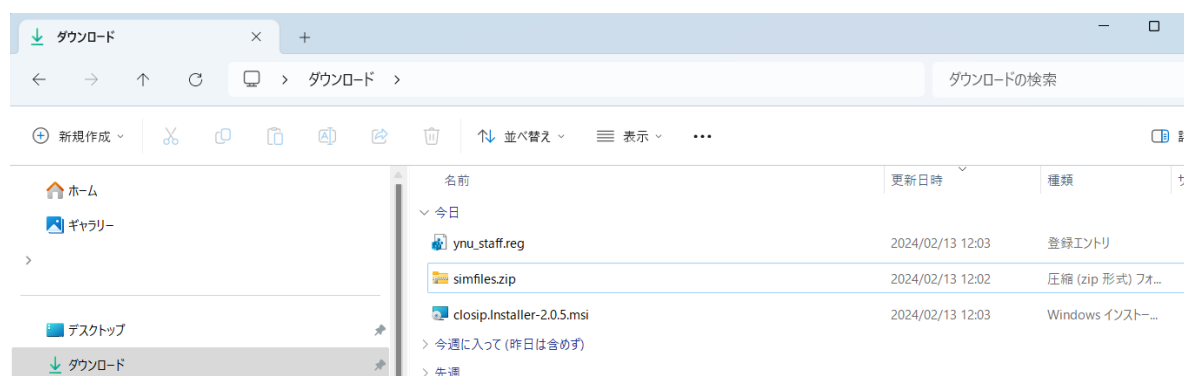 ダウンロード
ダウンロード
ダウンロードの検索
新規作成
並べ替え
表示
名前 更新日時 種類
ホーム
今日
ギャラリー
ynu_staff.reg 2024/02/13 12:03 登録エントリ
simfiles.zip 2024/02/13 12:02 圧縮 (zip 形式) フォ...
closip.Installer-2.0.5.msi 2024/02/13 12:03 Windows インストー...
デスクトップ
今週に入って (昨日は含めず)
ダウンロード
先週